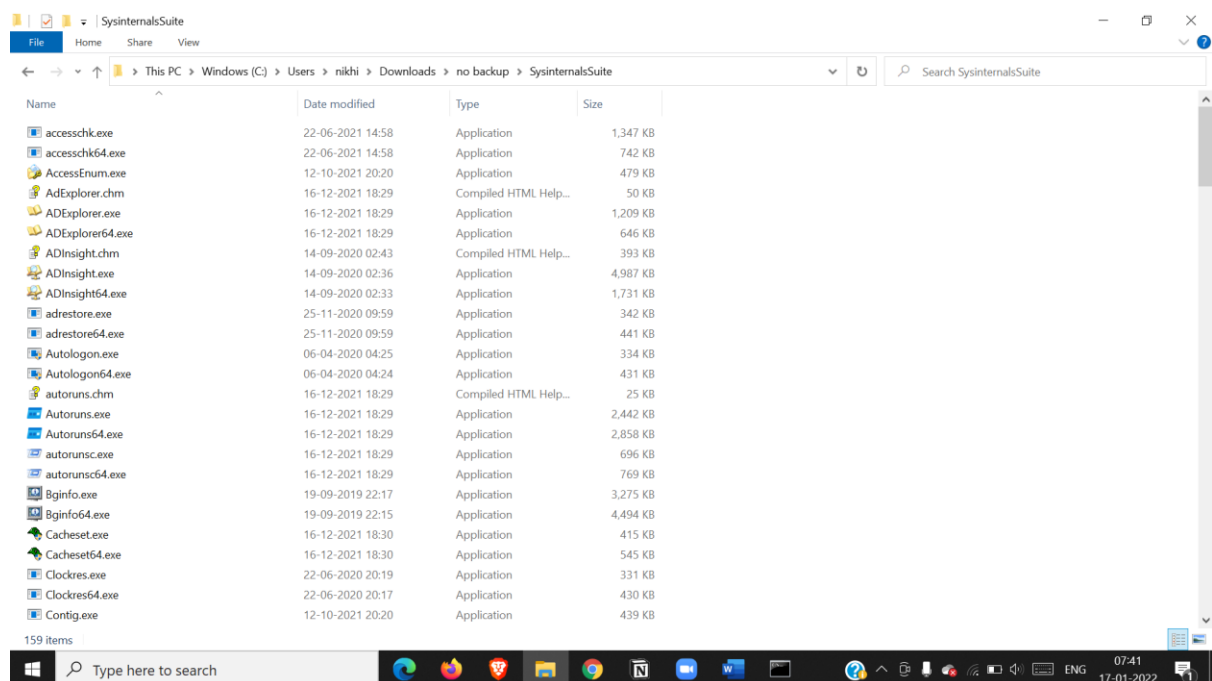 SysinternalsSuite
File Home Share View
This PC > Windows (C:) > Users > nikhi > Downloads > no backup > SysinternalsSuite Search SysinternalsSuite
Name Date modified Type Size
accesschk.exe 22-06-2021 14:58 Application 1,347 KB
accesschk64.exe 22-06-2021 14:58 Application 742 KB
AccessEnum.exe 12-10-2021 20:20 Application 479 KB
AdExplorer.chm 16-12-2021 18:29 Compiled HTML Help... 50 KB
ADExplorer.exe 16-12-2021 18:29 Application 1,209 KB
ADExplorer64.exe 16-12-2021 18:29 Application 646 KB
ADInsight.chm 14-09-2020 02:43 Compiled HTML Help... 393 KB
ADInsight.exe 14-09-2020 02:36 Application 4,987 KB
ADInsight64.exe 14-09-2020 02:33 Application 1,731 KB
adrestore.exe 25-11-2020 09:59 Application 342 KB
adrestore64.exe 25-11-2020 09:59 Application 441 KB
Autologon.exe 06-04-2020 04:25 Application 334 KB
Autologon64.exe 06-04-2020 04:24 Application 431 KB
autoruns.chm 16-12-2021 18:29 Compiled HTML Help... 25 KB
Autoruns.exe 16-12-2021 18:29 Application 2,442 KB
Autoruns64.exe 16-12-2021 18:29 Application 2,858 KB
autorunsc.exe 16-12-2021 18:29 Application 696 KB
autorunsc64.exe 16-12-2021 18:29 Application 769 KB
Bginfo.exe 19-09-2019 22:17 Application 3,275 KB
Bginfo64.exe 19-09-2019 22:15 Application 4,494 KB
Cacheset.exe 16-12-2021 18:30 Application 415 KB
Cacheset64.exe 16-12-2021 18:30 Application 545 KB
Clockres.exe 22-06-2020 20:19 Application 331 KB
Clockres64.exe 22-06-2020 20:17 Application 430 KB
Contig.exe 12-10-2021 20:20 Application 439 KB
159 items
Type here to search ENG 07:41
17-01-2022